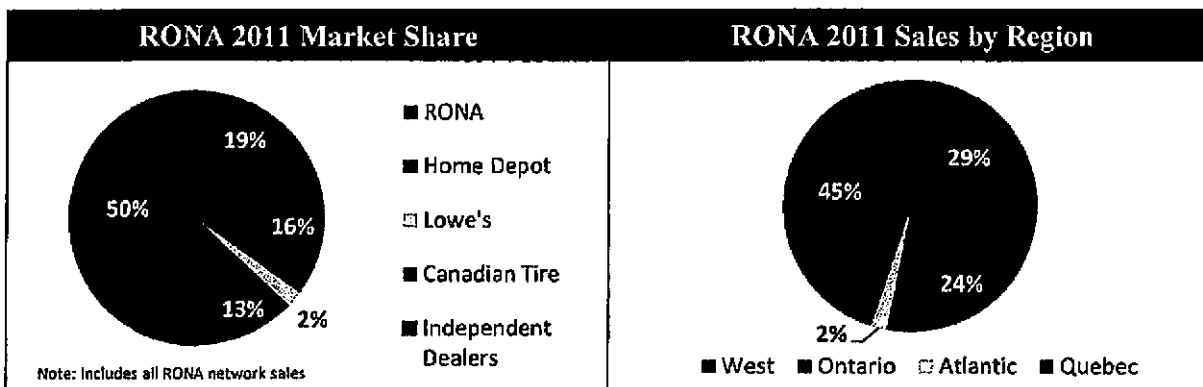 RONA 2011 Market Share
19%
50%
16%
13%
2%
RONA
Home Depot
Lowe's
Canadian Tire
Independent
Dealers
Note: Includes all RONA network sales
RONA 2011 Sales by Region
29%
45%
24%
2%
West Ontario Atlantic Quebec